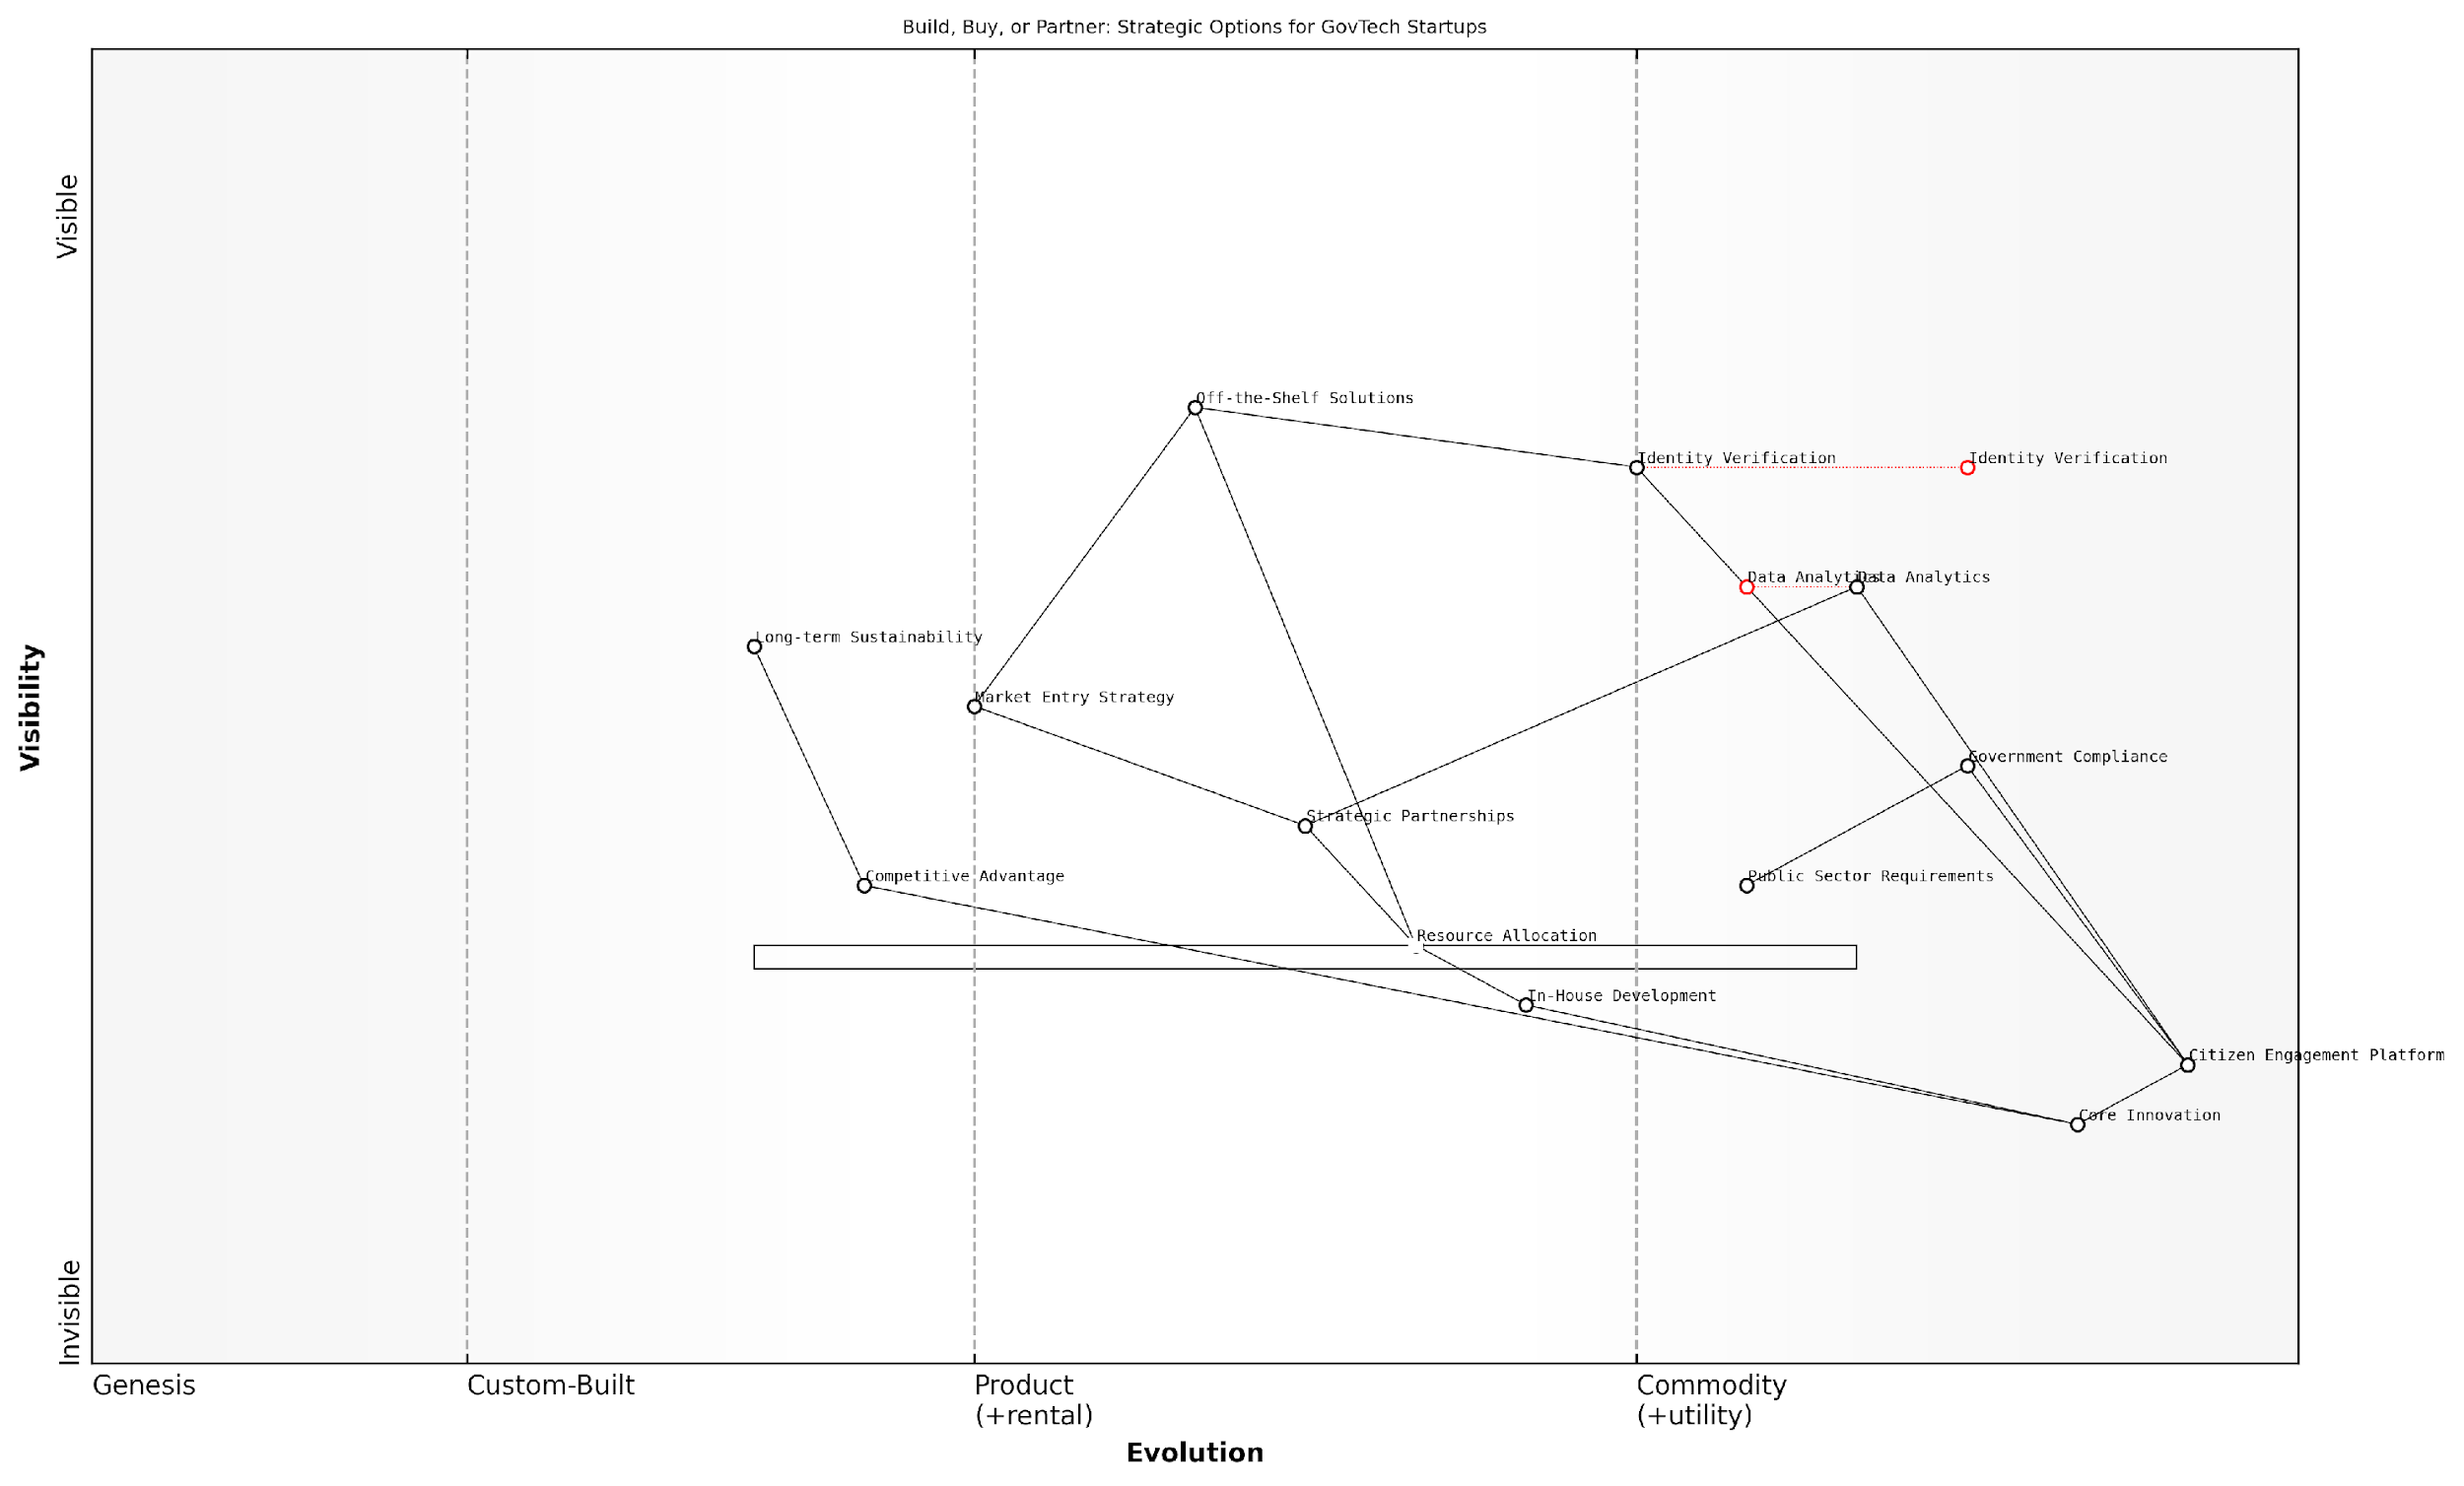 Build, Buy, or Partner: Strategic Options for GovTech Startups
Visible
Visibility
Invisible
Off-the-Shelf Solutions
Identity Verification
Identity Verification
Data Analytics
Data Analytics
Long-term Sustainability
Market Entry Strategy
Government Compliance
Strategic Partnerships
Competitive Advantage
Public Sector Requirements
Resource Allocation
In-House Development
Citizen Engagement Platform
Core Innovation
Genesis
Custom-Built
Product
(+rental)
Commodity
(+utility)
Evolution